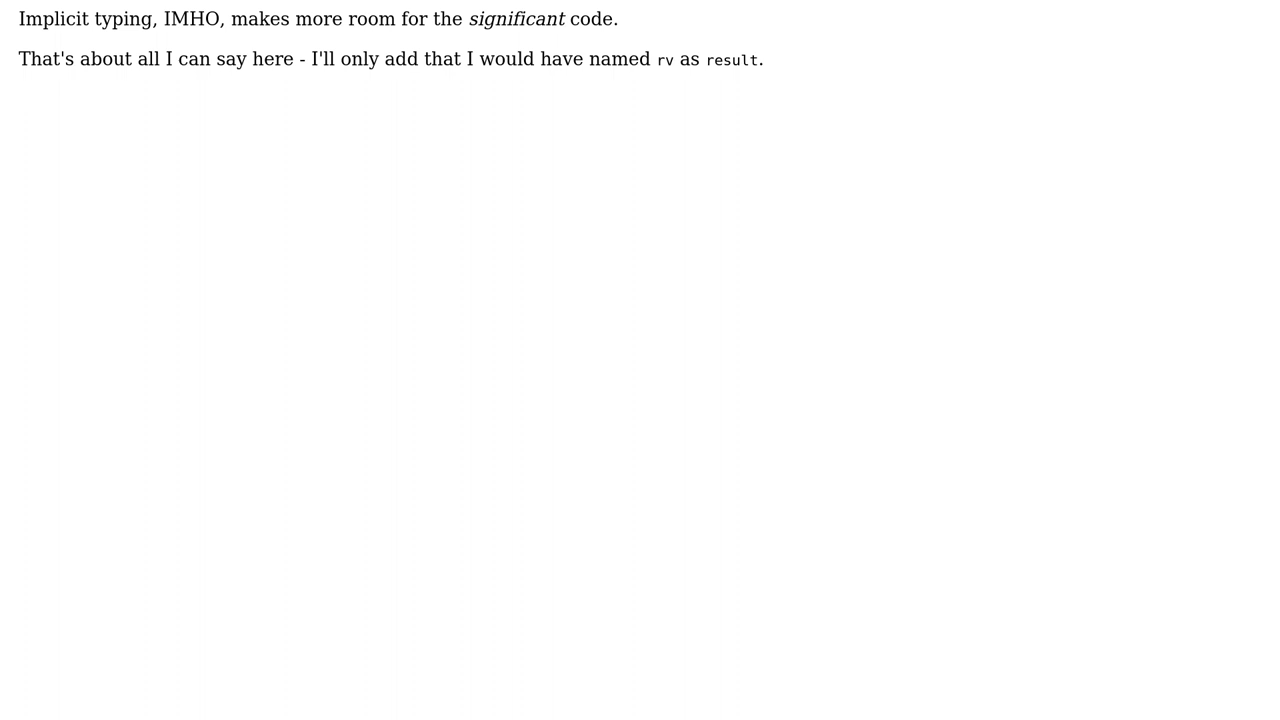 Implicit typing, IMHO, makes more room for the significant code.
That's about all I can say here - I'll only add that I would have named rv as result.